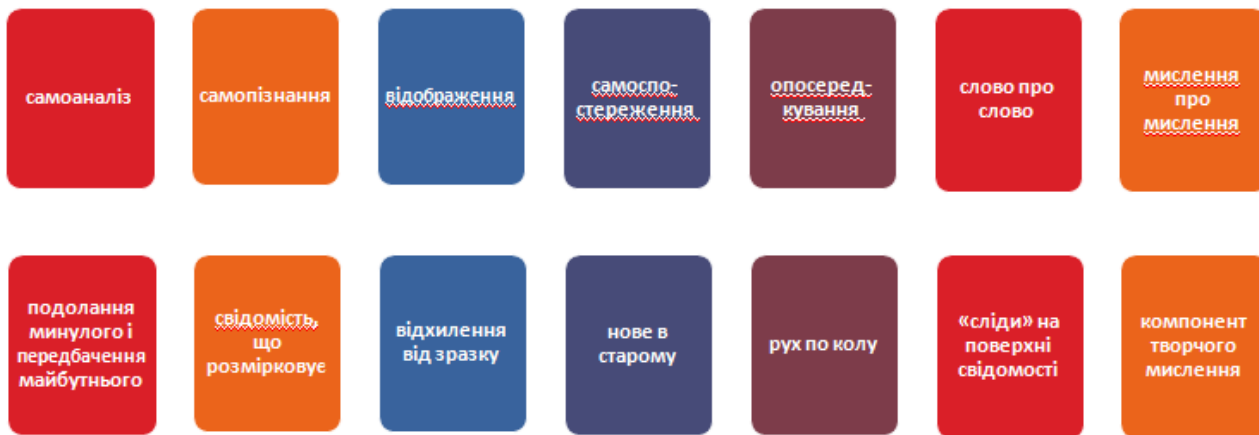 самоаналіз
самопізнання
відображення
самоспо-
стереження
опосеред-
кування
слово про
слово
мислення
про
мислення
подолання
минулого і
передбачення
майбутнього
свідомість,
що
розмірковує
відхилення
від зразку
нове в
старому
рух по колу
«сліди» на
поверхні
свідомості
компонент
творчого
мислення